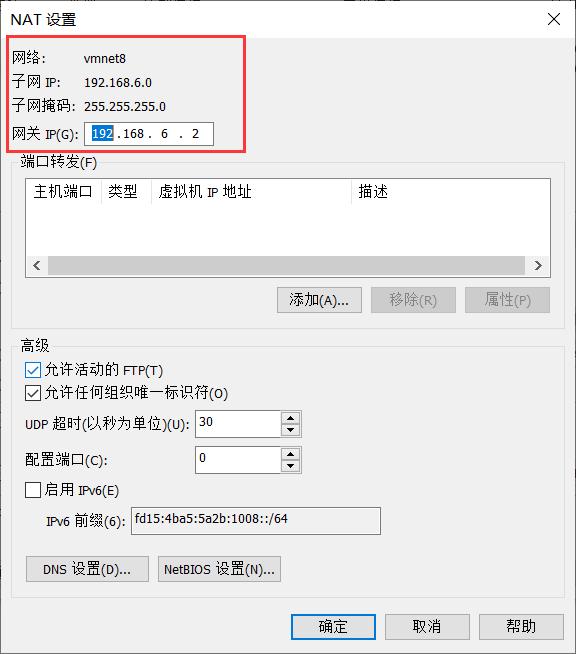 NAT 设置
网络: vmnet8
子网 IP: 192.168.6.0
子网掩码: 255.255.255.0
网关 IP(G): 192 . 168 . 6 . 2
端口转发(F)
主机端口 类型 虚拟机 IP 地址 描述
添加(A)... 移除(R) 属性(P)
高级
允许活动的 FTP(T)
允许任何组织唯一标识符(O)
UDP 超时(以秒为单位)(U): 30
配置端口(C): 0
启用 IPv6(E)
IPv6 前缀(6): fd15:4ba5:5a2b:1008::/64
DNS 设置(D)... NetBIOS 设置(N)...
确定 取消 帮助